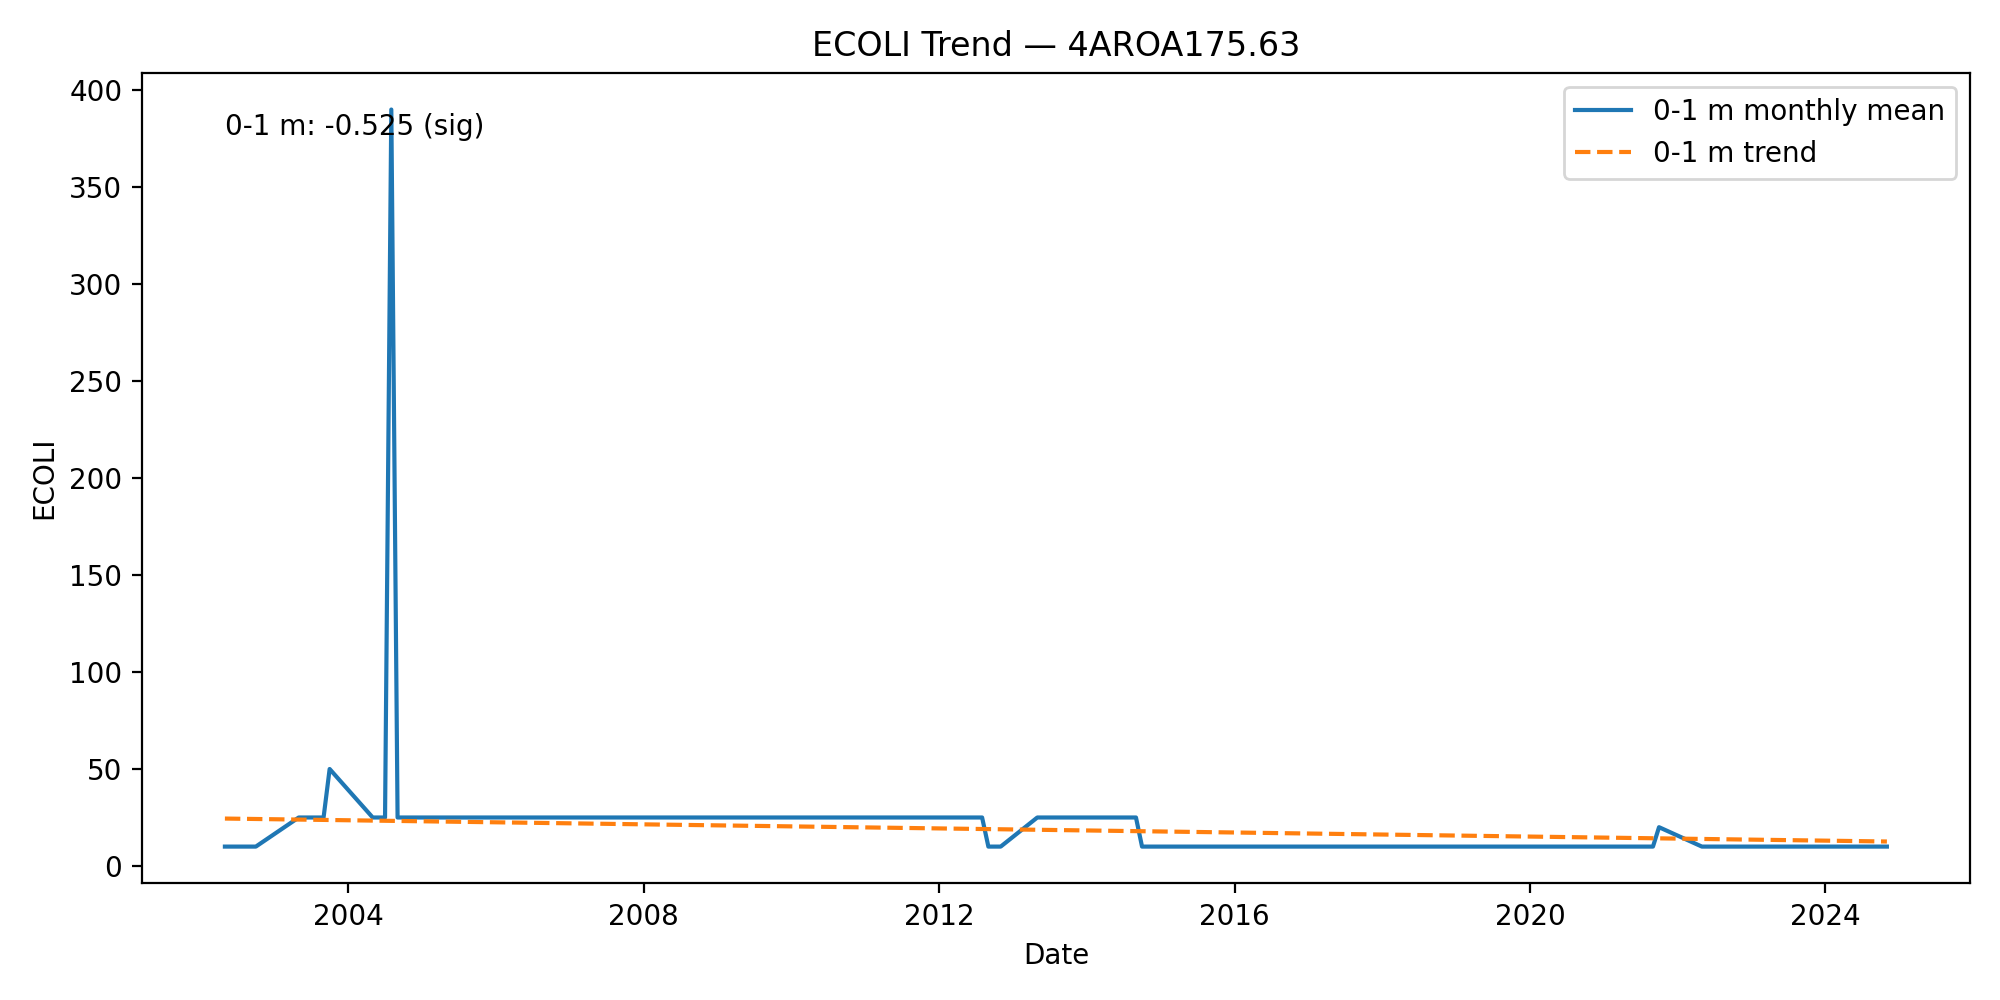 ECOLI Trend — 4AROA175.63
400
350
300
250
200
150
100
50
0
ECOLI
0-1 m: -0.525 (sig)
0-1 m monthly mean
0-1 m trend
2004
2008
2012
2016
2020
2024
Date